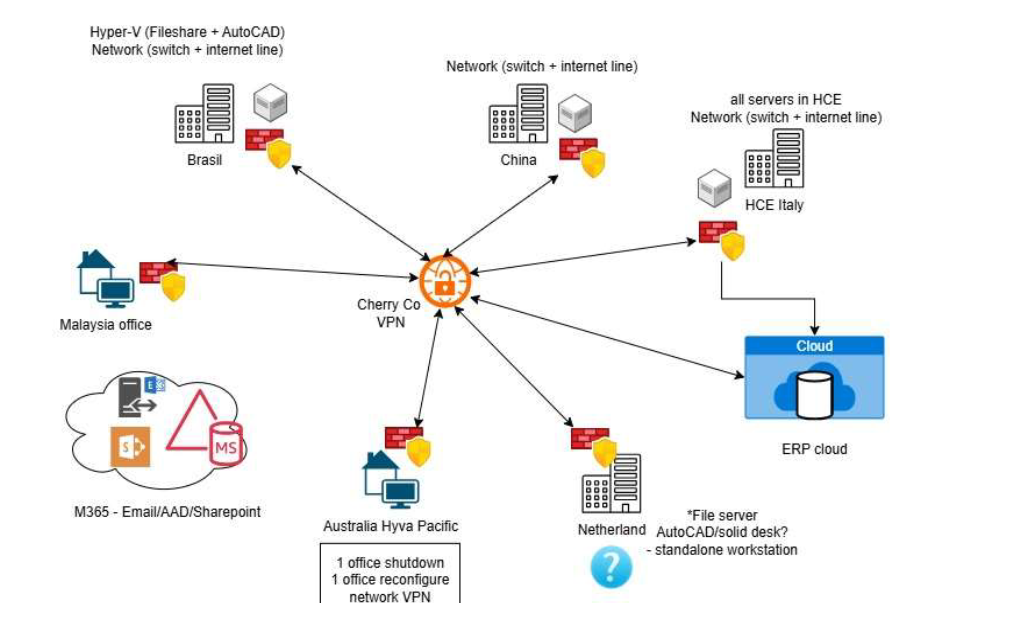 Hyper-V (Fileshare + AutoCAD)
Network (switch + internet line)
Brasil
Network (switch + internet line)
China
all servers in HCE
Network (switch + internet line)
HCE Italy
Malaysia office
Cherry Co
VPN
Cloud
ERP cloud
E
S
MS
M365 - Email/AAD/Sharepoint
Australia Hyva Pacific
1 office shutdown
1 office reconfigure
network VPN
Netherland
?
*File server
AutoCAD/solid desk?
- standalone workstation